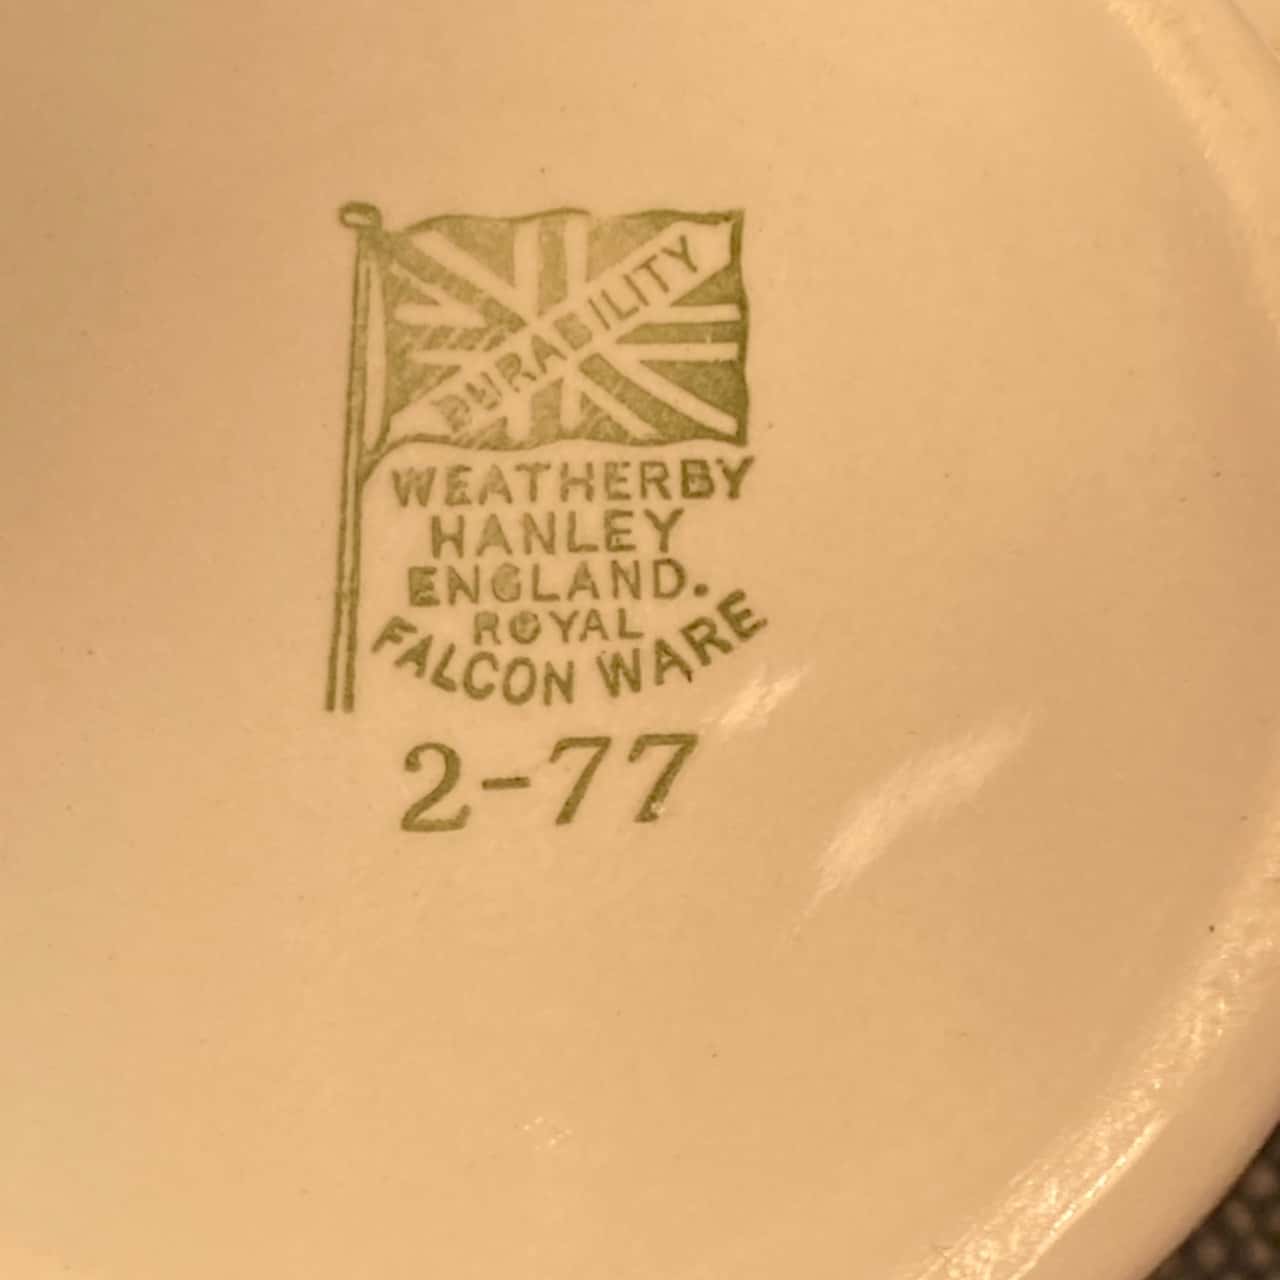 DURABILITY
WEATHERBY
HANLEY
ENGLAND.
ROYAL
FALCON WARE
2-77